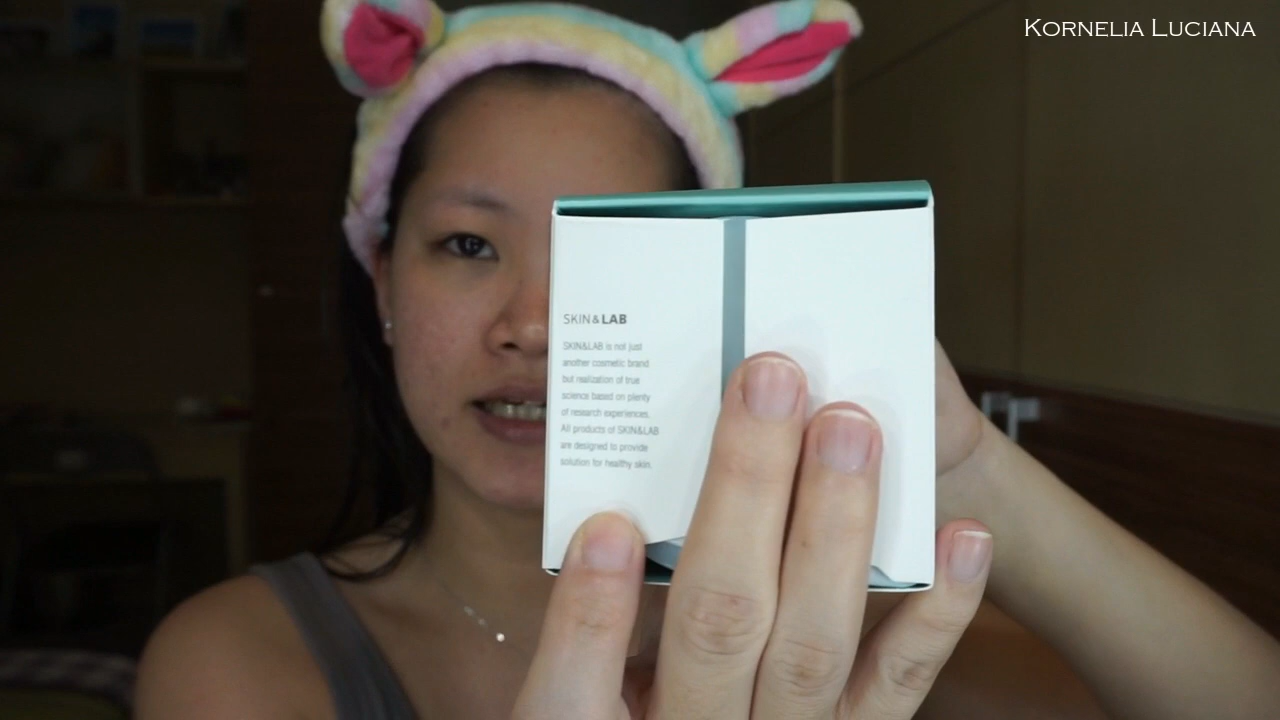 KORNELIA LUCIANA
SKIN&LAB
SKIN&LAB is not just
another cosmetic brand
but realization of true
science based on plenty
of research experiences.
All products of SKIN&LAB
are designed to provide
solution for healthy skin.